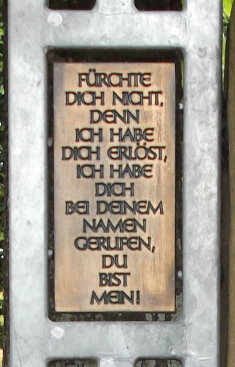 FÜRCHTE
DICH NICHT,
DENN
ICH HABE
DICH ERLÖST,
ICH HABE
DICH
BEI DEINEM
NAMEN
GERUFEN,
DU
BIST
MEIN!